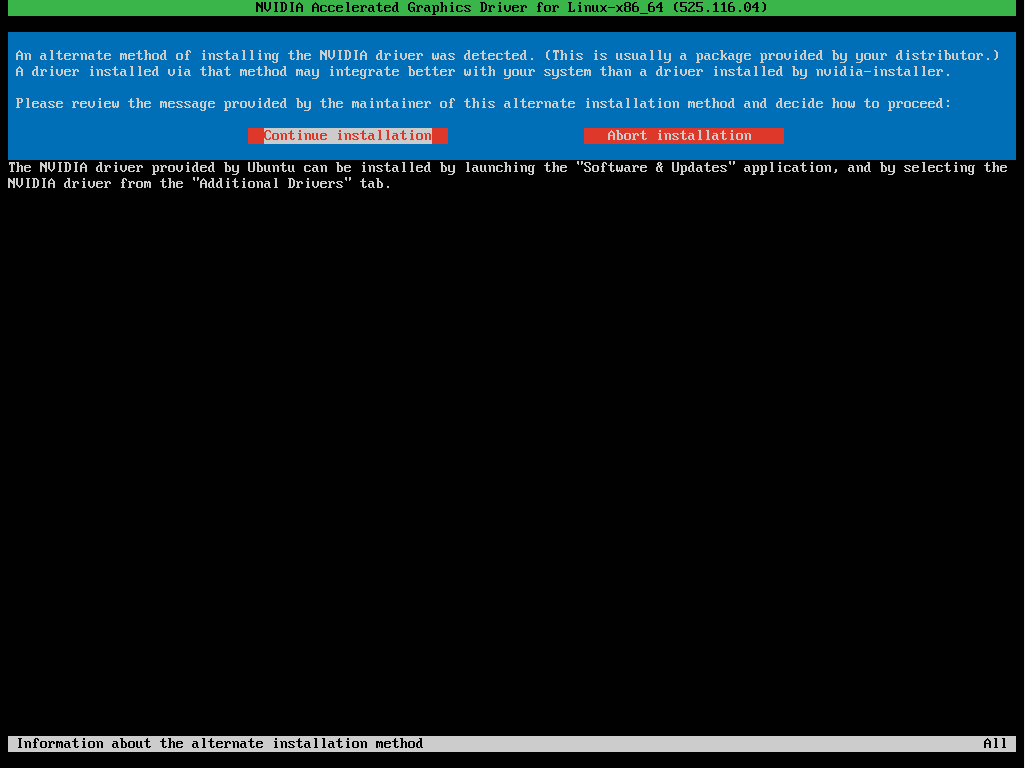 NVIDIA Accelerated Graphics Driver for Linux-x86_64 (525.116.04)
An alternate method of installing the NVIDIA driver was detected. (This is usually a package provided by your distributor.)
A driver installed via that method may integrate better with your system than a driver installed by nvidia-installer.
Please review the message provided by the maintainer of this alternate installation method and decide how to proceed:
Continue installation Abort installation
The NVIDIA driver provided by Ubuntu can be installed by launching the "Software & Updates" application, and by selecting the
NVIDIA driver from the "Additional Drivers" tab.
Information about the alternate installation method All